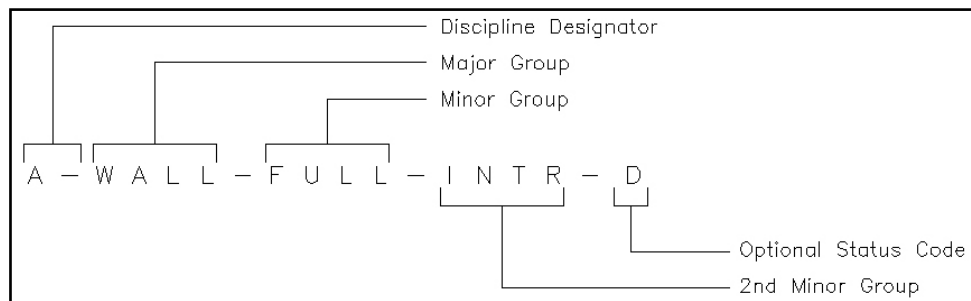 Discipline Designator
Major Group
Minor Group
A - W A L L - F U L L - I N T R - D
Optional Status Code
2nd Minor Group